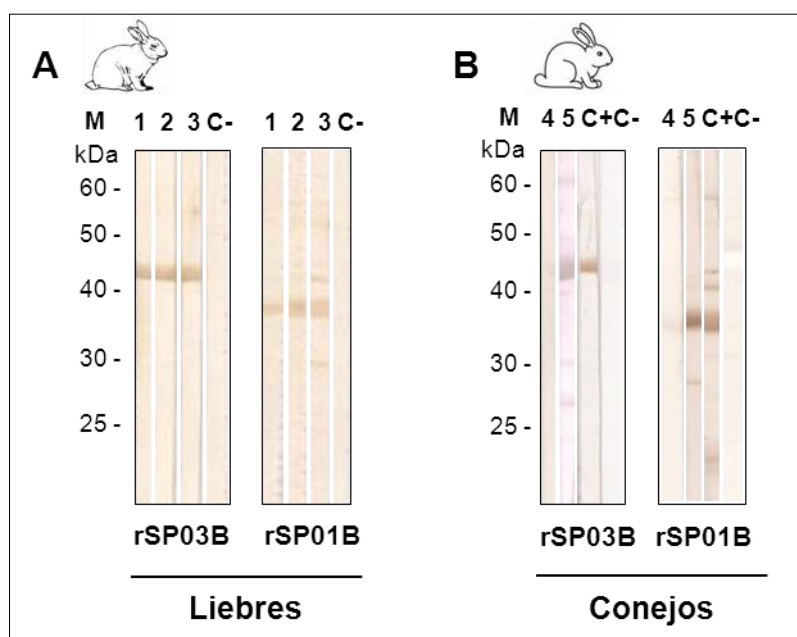 A
B
M 1 2 3 C- 1 2 3 C-
M 4 5 C+ C- 4 5 C+ C-
kDa
60 -
50 -
40 -
30 -
25 -
kDa
60 -
50 -
40 -
30 -
25 -
rSP03B rSP01B
rSP03B rSP01B
Liebres
Conejos